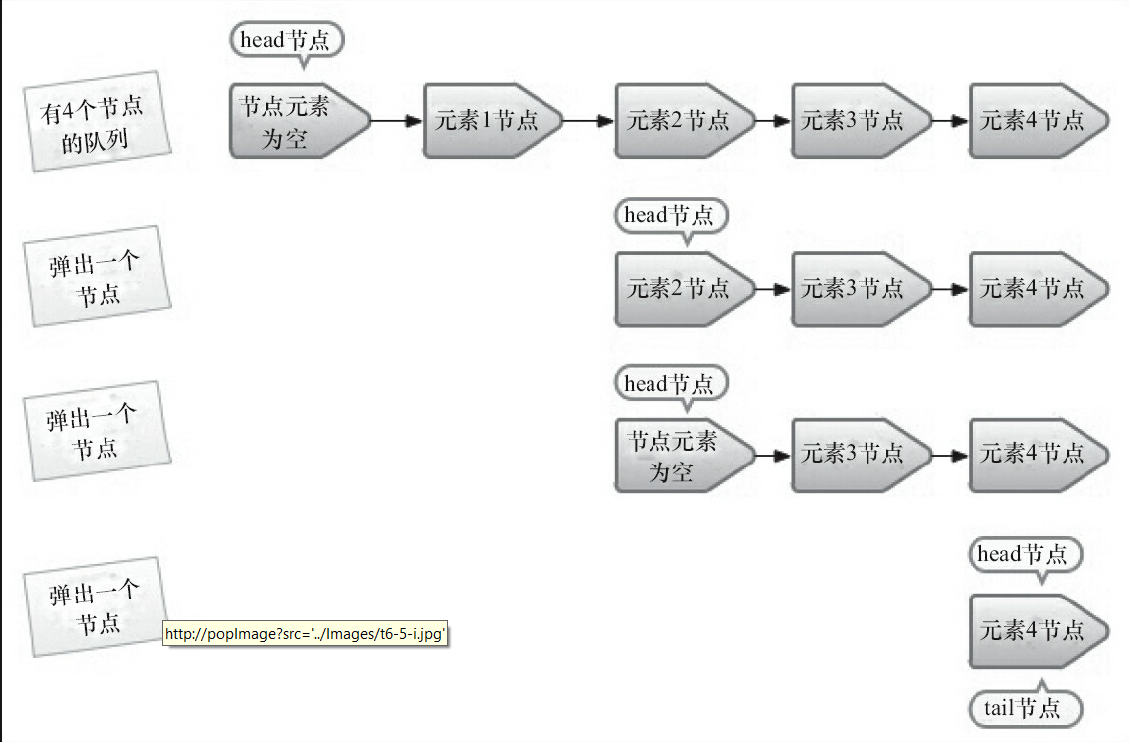 head节点
有4个节点
的队列
节点元素
为空
元素1节点
元素2节点
元素3节点
元素4节点
head节点
弹出一个
节点
元素2节点
元素3节点
元素4节点
head节点
弹出一个
节点
节点元素
为空
元素3节点
元素4节点
head节点
弹出一个
节点
http://popImage?src='../Images/t6-5-i.jpg'
元素4节点
tail节点